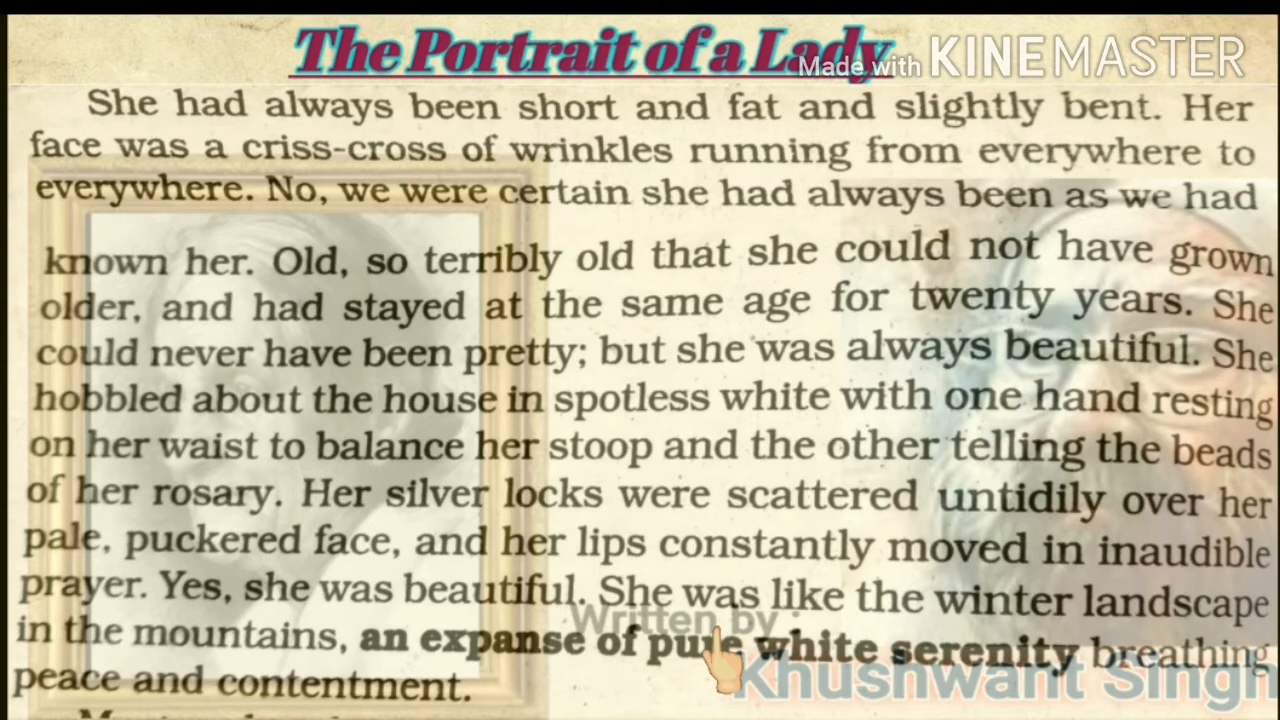 The Portrait of a Lady
Made with KINEMASTER
She had always been short and fat and slightly bent. Her
face was a criss-cross of wrinkles running from everywhere to
everywhere. No, we were certain she had always been as we had
known her. Old, so terribly old that she could not have grown
older, and had stayed at the same age for twenty years. She
could never have been pretty; but she was always beautiful. She
hobbled about the house in spotless white with one hand resting
on her waist to balance her stoop and the other telling the beads
of her rosary. Her silver locks were scattered untidily over her
pale, puckered face, and her lips constantly moved in inaudible
prayer. Yes, she was beautiful. She was like the winter landscape
in the mountains, an expanse of pure white serenity breathing
peace and contentment.
Written by :
Khushwant Singh